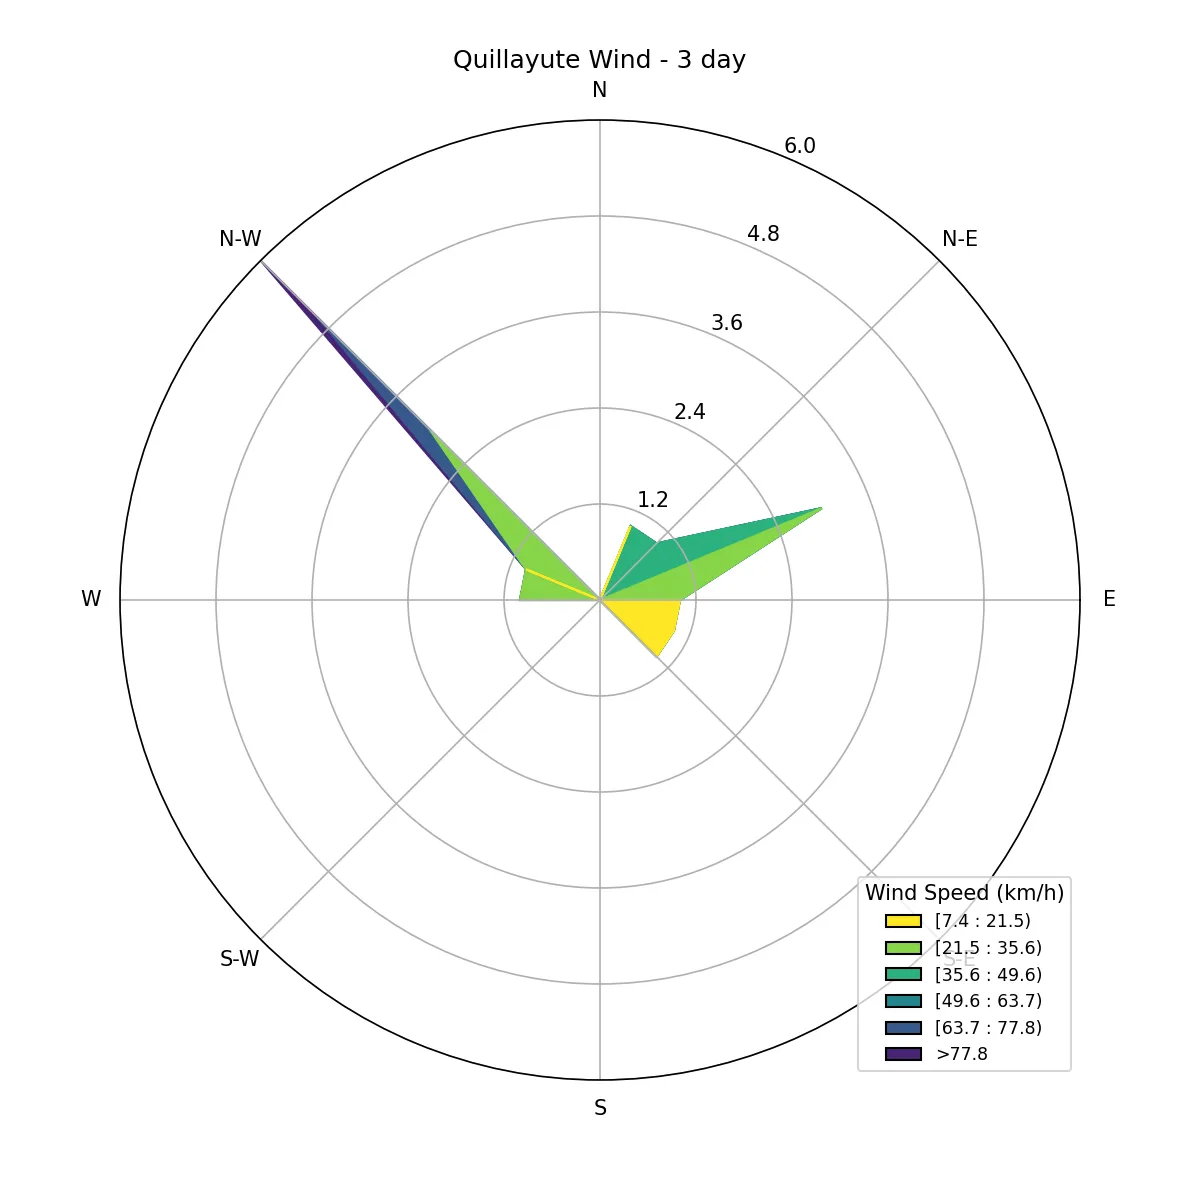 Quillayute Wind - 3 day
N
6.0
4.8
N-W
N-E
3.6
2.4
1.2
W
E
Wind Speed (km/h)
[7.4 : 21.5)
[21.5 : 35.6)
S-W
S-E
[35.6 : 49.6)
[49.6 : 63.7)
[63.7 : 77.8)
>77.8
S